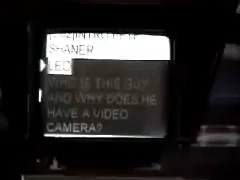 SHANER
LEO
WHO IS THIS GUY
AND WHY DOES HE
HAVE A VIDEO
CAMERA?